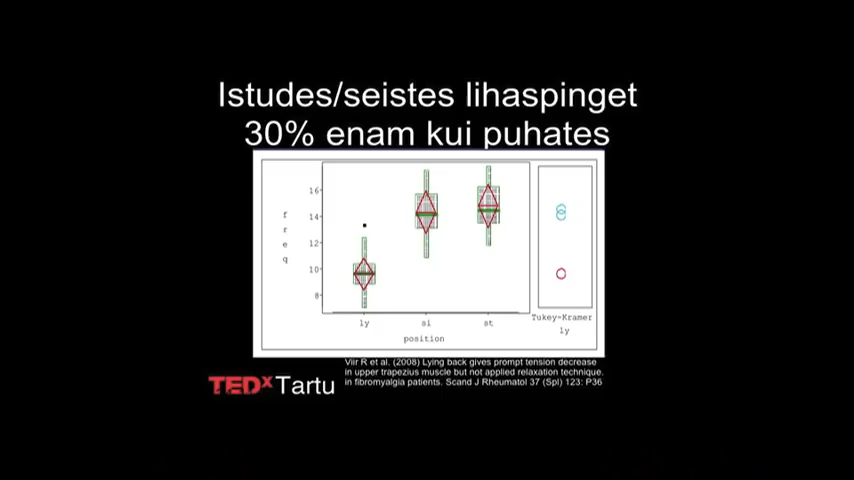 Istudes/seistes lihaspinget
30% enam kui puhates
16
14
12
10
8
f
r
e
q
ly
si
st
position
Tukey-Kramer
ly
Viir R et al. (2008) Lying back gives prompt tension decrease
in upper trapezius muscle but not applied relaxation technique.
in fibromyalgia patients. Scand J Rheumatol 37 (Spl) 123: P36
TEDx Tartu